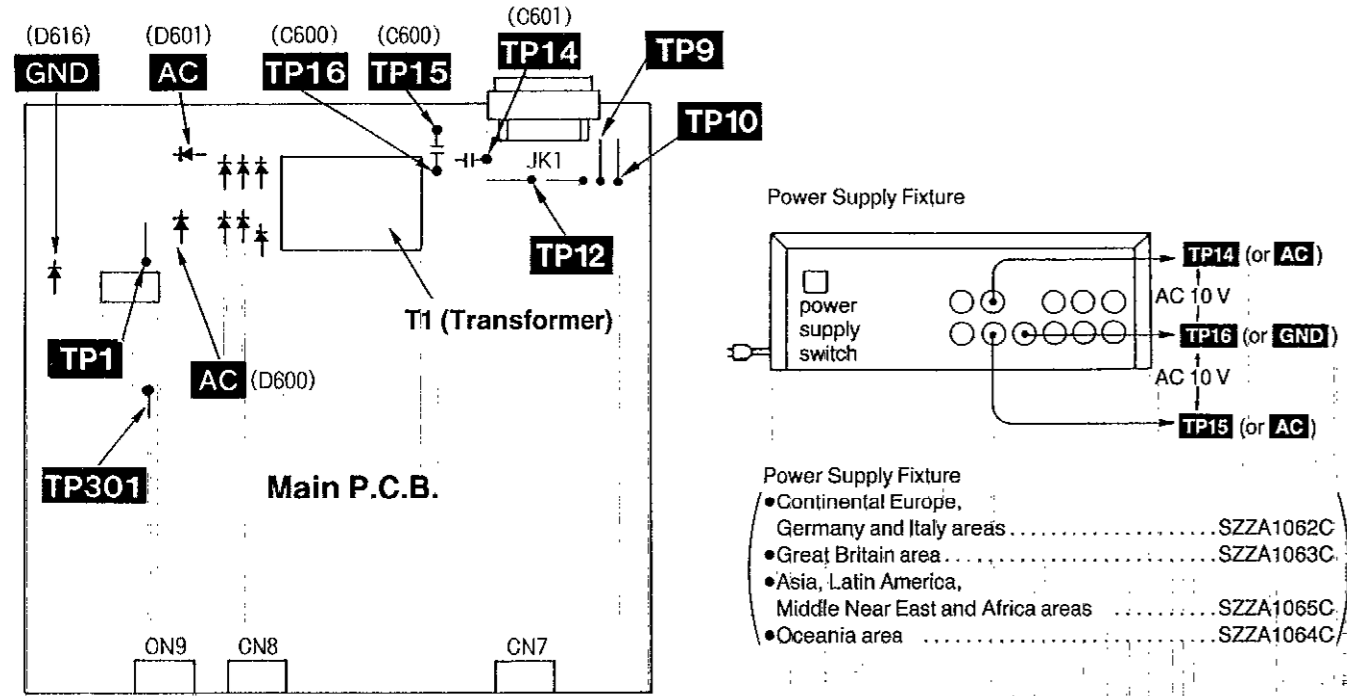 (D616) (D601) (C600) (C600) (C601)
GND AC TP16 TP15 TP14 TP9
TP10
JK1
TP12
T1 (Transformer)
TP1
AC (D600)
TP301
Main P.C.B.
CN9 CN8 CN7
Power Supply Fixture
power
supply
switch
TP14 (or AC)
AC 10 V
TP16 (or GND)
AC 10 V
TP15 (or AC)
Power Supply Fixture
●Continental Europe,
Germany and Italy areas.......................SZZA1062C
●Great Britain area............................SZZA1063C
●Asia, Latin America,
Middle Near East and Africa areas ..........SZZA1065C
●Oceania area ..............................SZZA1064C